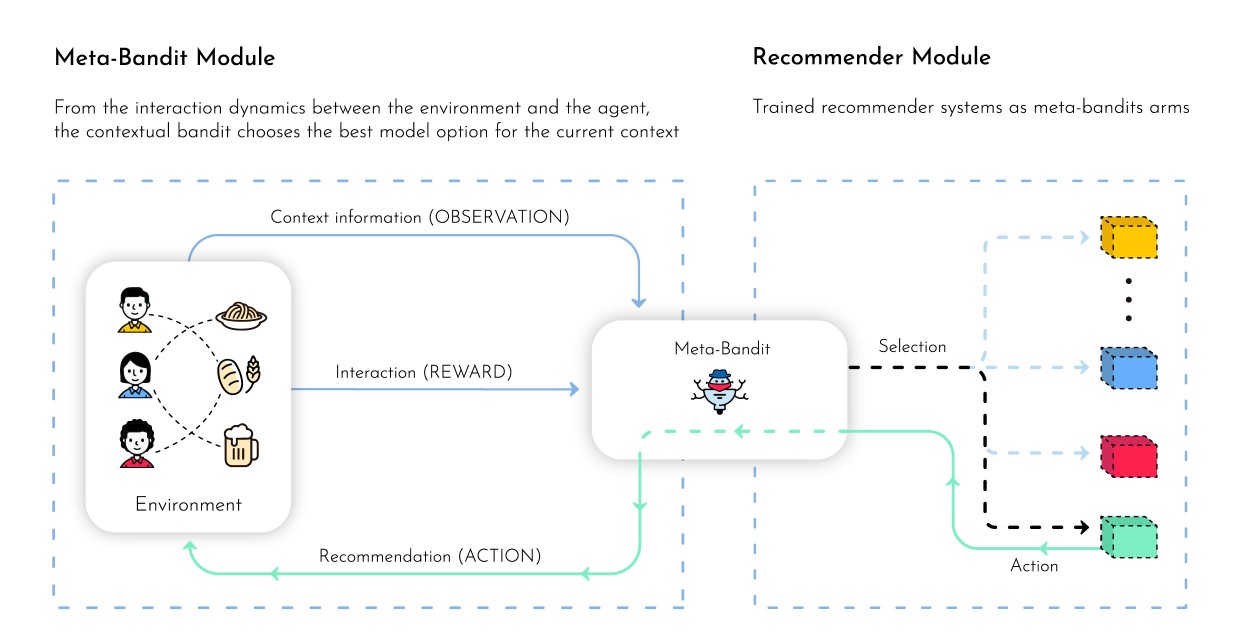 Meta-Bandit Module
From the interaction dynamics between the environment and the agent,
the contextual bandit chooses the best model option for the current context
Recommender Module
Trained recommender systems as meta-bandits arms
Context information (OBSERVATION)
Meta-Bandit
Selection
Interaction (REWARD)
Environment
Recommendation (ACTION)
Action